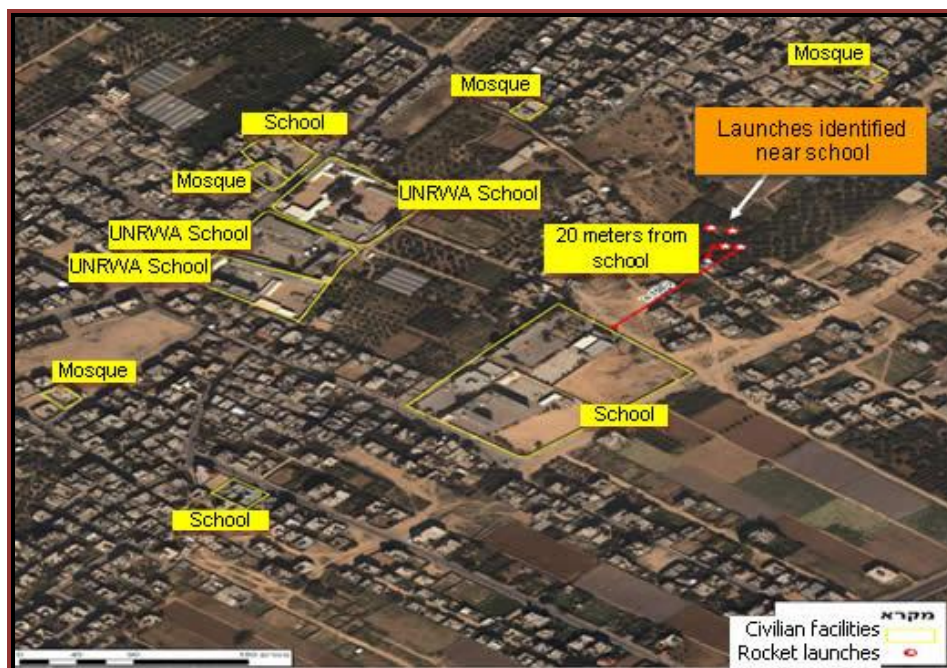 Mosque
Mosque
School
Launches identified
near school
Mosque
UNRWA School
UNRWA School
20 meters from
school
UNRWA School
Mosque
School
School
מקרא
Civilian facilities
Rocket launches